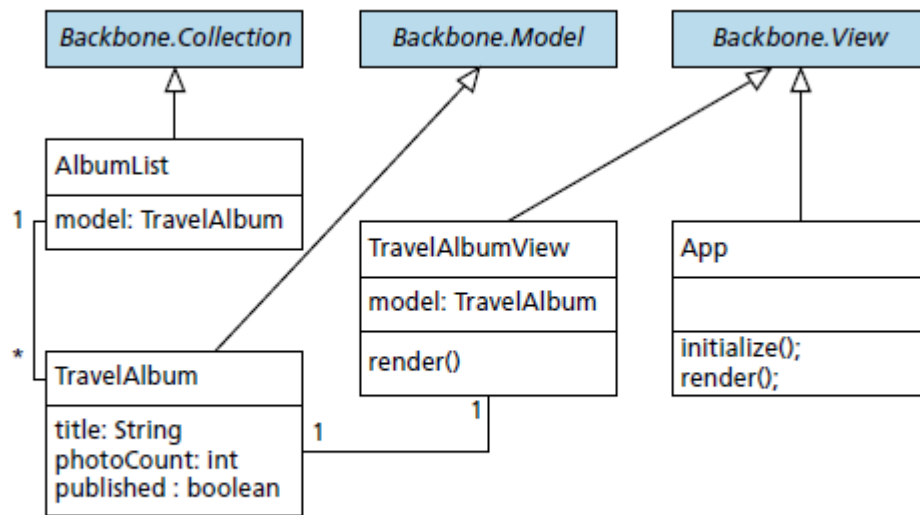 Backbone.Collection
Backbone.Model
Backbone.View
AlbumList
model: TravelAlbum
1
*
TravelAlbumView
model: TravelAlbum
render()
App
initialize();
render();
TravelAlbum
title: String
photoCount: int
published : boolean
1
1